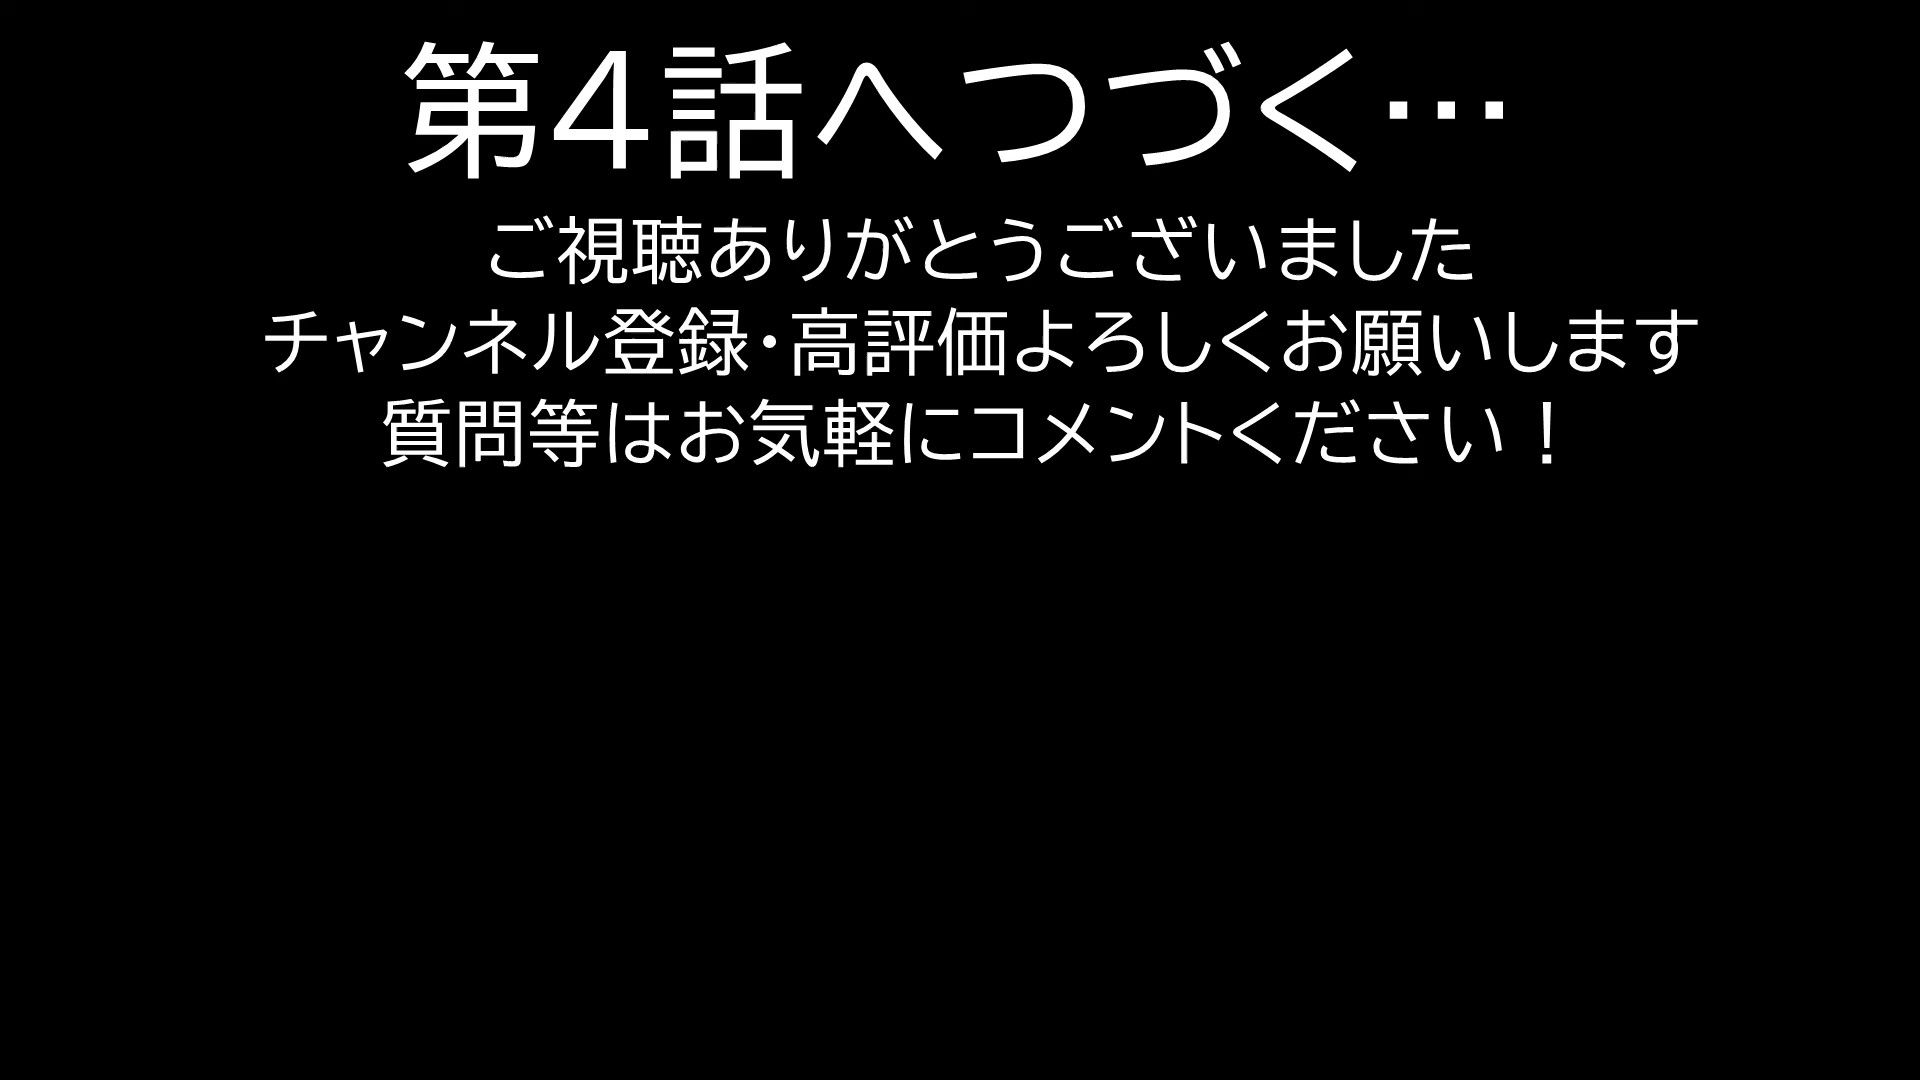 第4話へつづく…
ご視聴ありがとうございました
チャンネル登録・高評価よろしくお願いします
質問等はお気軽にコメントください！